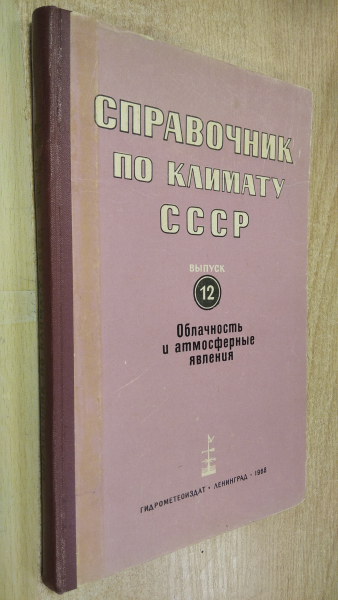 СПРАВОЧНИК
ПО КЛИМАТУ
СССР
ВЫПУСК
12
Облачность
и атмосферные
явления
ГИДРОМЕТЕОИЗДАТ • ЛЕНИНГРАД - 1968